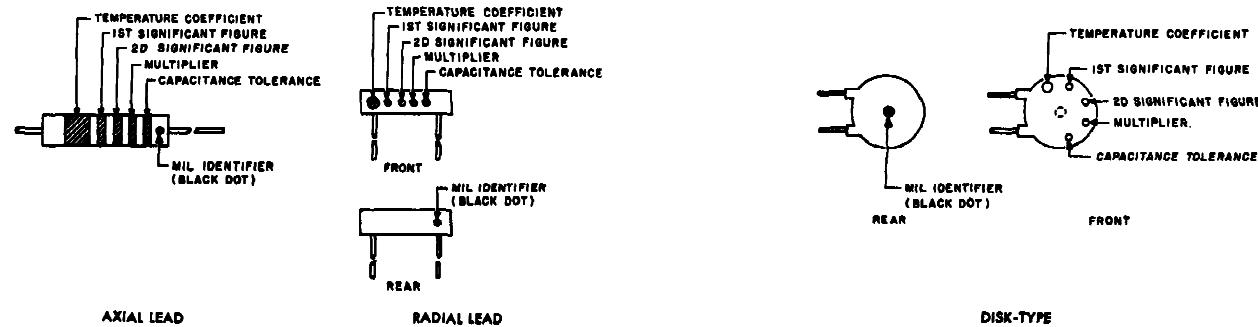 TEMPERATURE COEFFICIENT
1ST SIGNIFICANT FIGURE
2D SIGNIFICANT FIGURE
MULTIPLIER
CAPACITANCE TOLERANCE
MIL IDENTIFIER
(BLACK DOT)
AXIAL LEAD
TEMPERATURE COEFFICIENT
1ST SIGNIFICANT FIGURE
2D SIGNIFICANT FIGURE
MULTIPLIER
CAPACITANCE TOLERANCE
FRONT
MIL IDENTIFIER
(BLACK DOT)
REAR
RADIAL LEAD
MIL IDENTIFIER
(BLACK DOT)
REAR
TEMPERATURE COEFFICIENT
1ST SIGNIFICANT FIGURE
2D SIGNIFICANT FIGURE
MULTIPLIER.
CAPACITANCE TOLERANCE
FRONT
DISK-TYPE